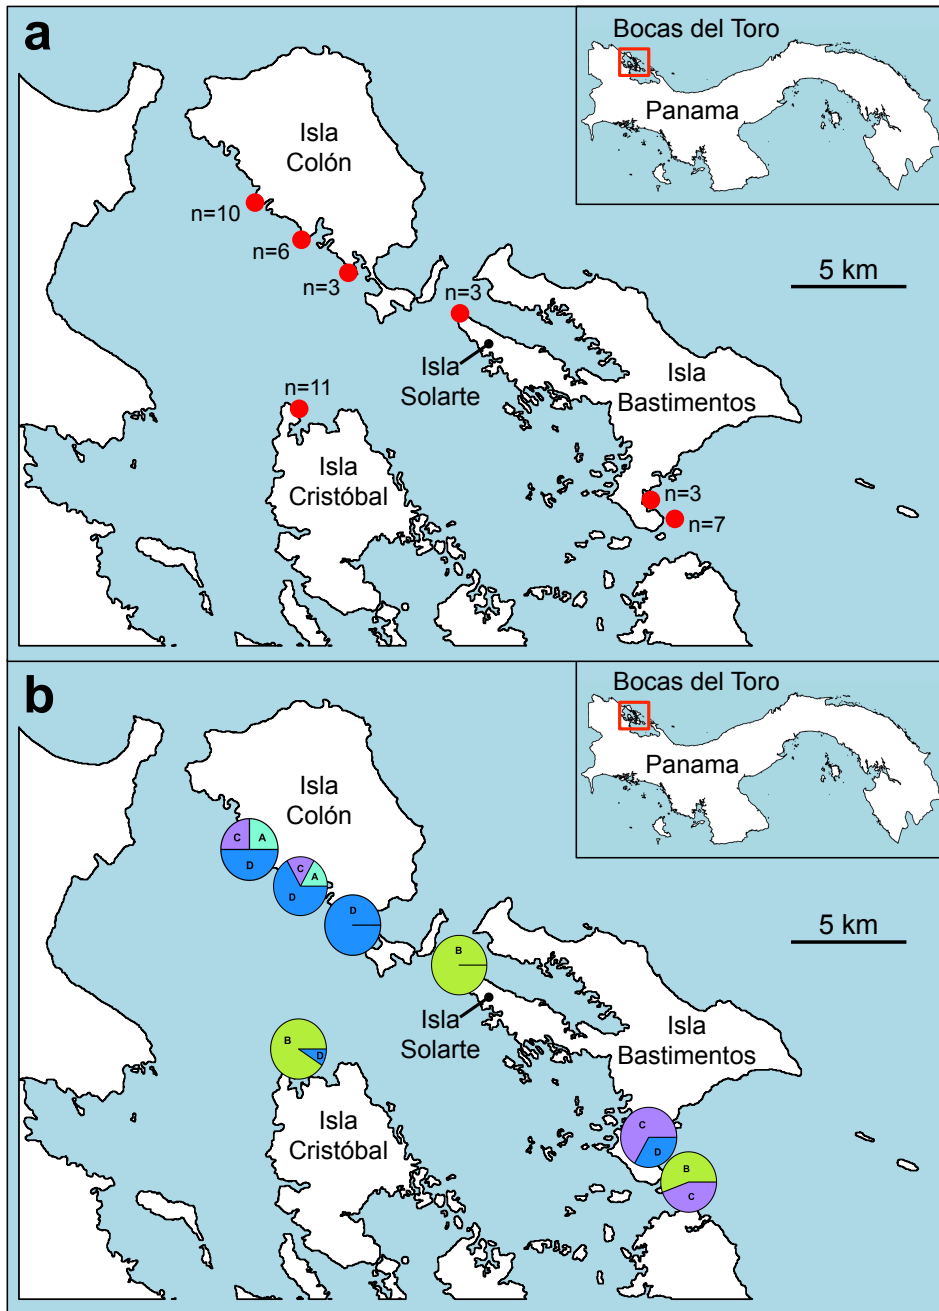 a
Bocas del Toro
Panama
Isla
Colón
n=10
n=6
n=3
n=3
5 km
Isla
Solarte
Isla
Bastimentos
n=11
Isla
Cristóbal
n=3
n=7
b
Bocas del Toro
Panama
Isla
Colón
C
A
D
C
A
D
D
B
5 km
Isla
Solarte
Isla
Bastimentos
B
D
Isla
Cristóbal
C
D
B
C